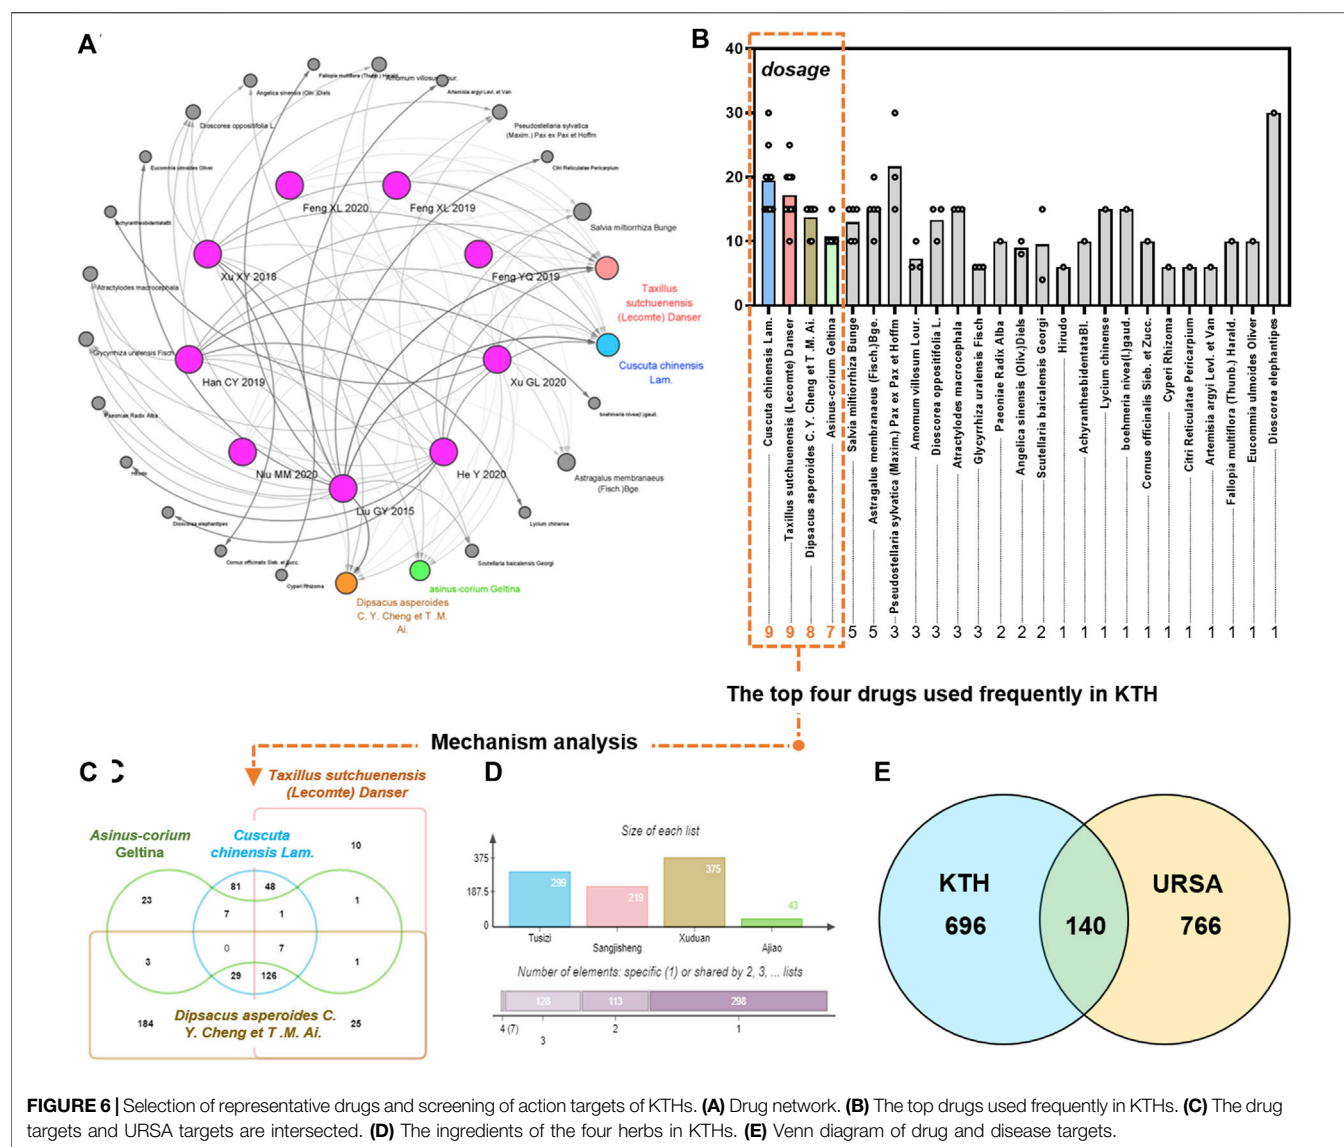 A
Fallopia multiflora (Thunb.) Harald.
Amomum villosum Lour.
Angelica sinensis (Oliv.)Diels
Artemisia argyi Levl. et Van
Dioscorea oppositifolia L.
Pseudostellaria sylvatica
(Maxim.) Pax ex Pax et Hoffm
Eucommia ulmoides Oliver
Citri Reticulatae Pericarpium
Feng XL 2020
Feng XL 2019
AchyranthesbidentataBl.
Salvia miltiorrhiza Bunge
Xu XY 2018
Feng YQ 2019
Atractylodes macrocephala
Taxillus
sutchuenensis
(Lecomte) Danser
Glycyrrhiza uralensis Fisch
Cuscuta chinensis
Lam.
Han CY 2019
Xu GL 2020
Paeoniae Radix Alba
boehmeria nivea(l.)gaud.
Hirudo
Niu MM 2020
He Y 2020
Astragalus membranaeus
(Fisch.)Bge.
Liu GY 2015
Dioscorea elephantipes
Lycium chinense
Cornus officinalis Sieb. et Zucc.
Scutellaria baicalensis Georgi
Cyperi Rhizoma
asinus-corium Geltina
Dipsacus asperoides
C. Y. Cheng et T .M.
Ai.
B
dosage
40
30
20
10
0
Cuscuta chinensis Lam.
Taxillus sutchuenensis (Lecomte) Danser
Dipsacus asperoides C. Y. Cheng et T .M. Ai.
Asinus-corium Geltina
Salvia miltiorrhiza Bunge
Astragalus membranaeus (Fisch.)Bge.
Pseudostellaria sylvatica (Maxim.) Pax ex Pax et Hoffm
Amomum villosum Lour.
Dioscorea oppositifolia L.
Atractylodes macrocephala
Glycyrrhiza uralensis Fisch
Paeoniae Radix Alba
Angelica sinensis (Oliv.)Diels
Scutellaria baicalensis Georgi
Hirudo
AchyranthesbidentataBl.
Lycium chinense
boehmeria nivea(l.)gaud.
Cornus officinalis Sieb. et Zucc.
Cyperi Rhizoma
Citri Reticulatae Pericarpium
Artemisia argyi Levl. et Van
Fallopia multiflora (Thunb.) Harald.
Eucommia ulmoides Oliver
Dioscorea elephantipes
9 9 8 7 5 5 3 3 3 3 3 2 2 2 1 1 1 1 1 1 1 1 1 1 1
The top four drugs used frequently in KTH
Mechanism analysis
C
Taxillus sutchuenensis
(Lecomte) Danser
Asinus-corium
Geltina
Cuscuta
chinensis Lam.
10
81 48
23
1
7 1
0 7
3
1
29 126
184
Dipsacus asperoides C.
Y. Cheng et T .M. Ai.
25
D
Size of each list
375
187.5
0
299
219
375
43
Tusizi
Sangjisheng
Xuduan
Ajiao
Number of elements: specific (1) or shared by 2, 3, ... lists
128 113 298
4 (7)
3
2
1
E
KTH
696
140
URSA
766
FIGURE 6 | Selection of representative drugs and screening of action targets of KTHs. (A) Drug network. (B) The top drugs used frequently in KTHs. (C) The drug
targets and URSA targets are intersected. (D) The ingredients of the four herbs in KTHs. (E) Venn diagram of drug and disease targets.